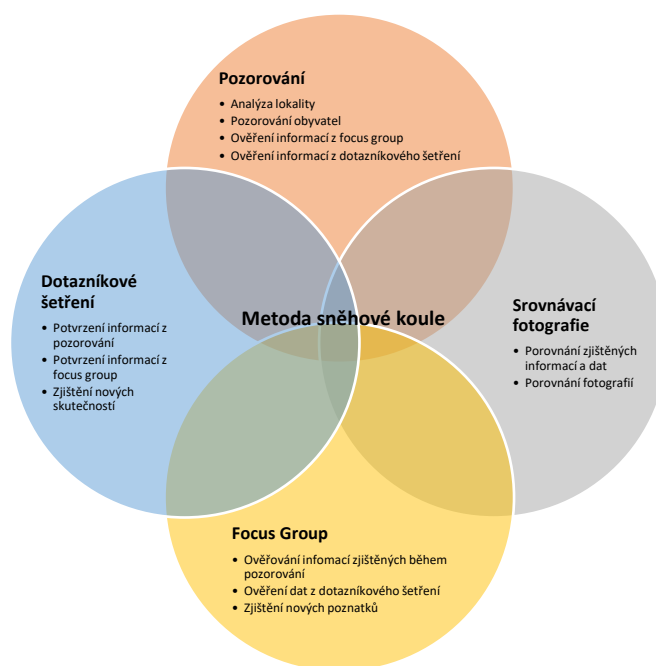 Pozorování
• Analýza lokality
• Pozorování obyvatel
• Ověření informací z focus group
• Ověření informací z dotazníkového šetření
Dotazníkové
šetření
• Potvrzení informací z
pozorování
• Potvrzení informací z
focus group
• Zjištění nových
skutečností
Metoda sněhové koule
Srovnávací
fotografie
• Porovnání zjištěných
informací a dat
• Porovnání fotografií
Focus Group
• Ověřování infomací zjištěných během
pozorování
• Ověření dat z dotazníkového šetření
• Zjištění nových poznatků